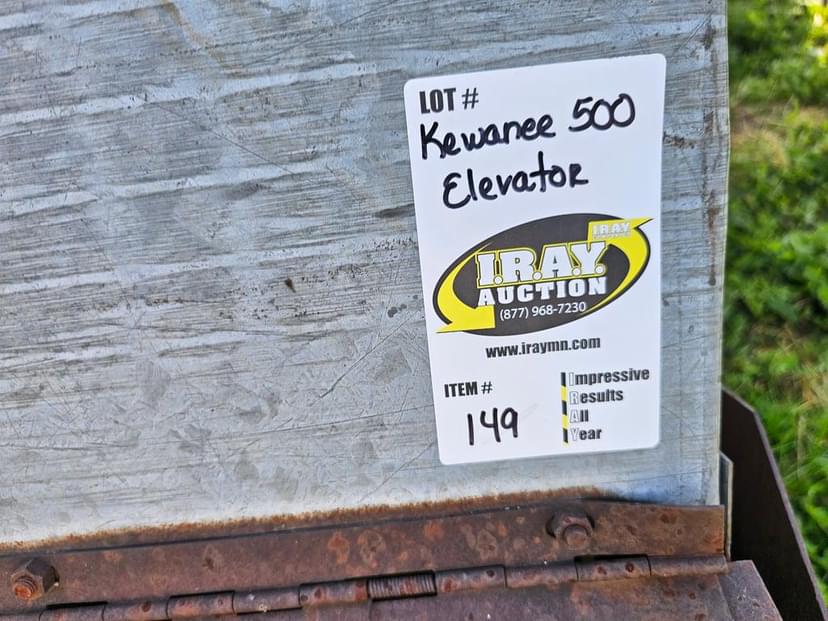 LOT #
Kewanee 500
Elevator
I.R.A.Y.
I.R.A.Y.
AUCTION
(877) 968-7230
www.iraymn.com
ITEM #
149
Impressive
Results
All
Year